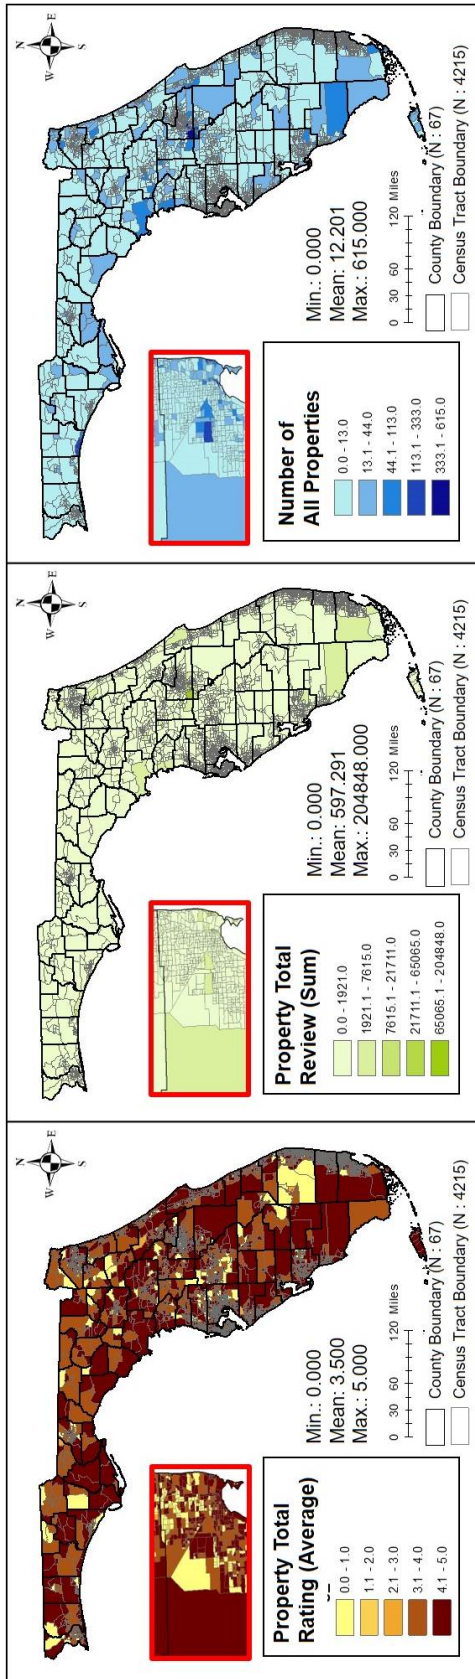 N
W
E
S
Property Total
Rating (Average)
0.0 - 1.0
1.1 - 2.0
2.1 - 3.0
3.1 - 4.0
4.1 - 5.0
Min.: 0.000
Mean: 3.500
Max.: 5.000
0 30 60 120 Miles
County Boundary (N : 67)
Census Tract Boundary (N : 4215)
N
W
E
S
Property Total
Review (Sum)
0.0 - 1921.0
1921.1 - 7615.0
7615.1 - 21711.0
21711.1 - 65065.0
65065.1 - 204848.0
Min.: 0.000
Mean: 597.291
Max.: 204848.000
0 30 60 120 Miles
County Boundary (N : 67)
Census Tract Boundary (N : 4215)
N
W
E
S
Number of
All Properties
0.0 - 13.0
13.1 - 44.0
44.1 - 113.0
113.1 - 333.0
333.1 - 615.0
Min.: 0.000
Mean: 12.201
Max.: 615.000
0 30 60 120 Miles
County Boundary (N : 67)
Census Tract Boundary (N : 4215)